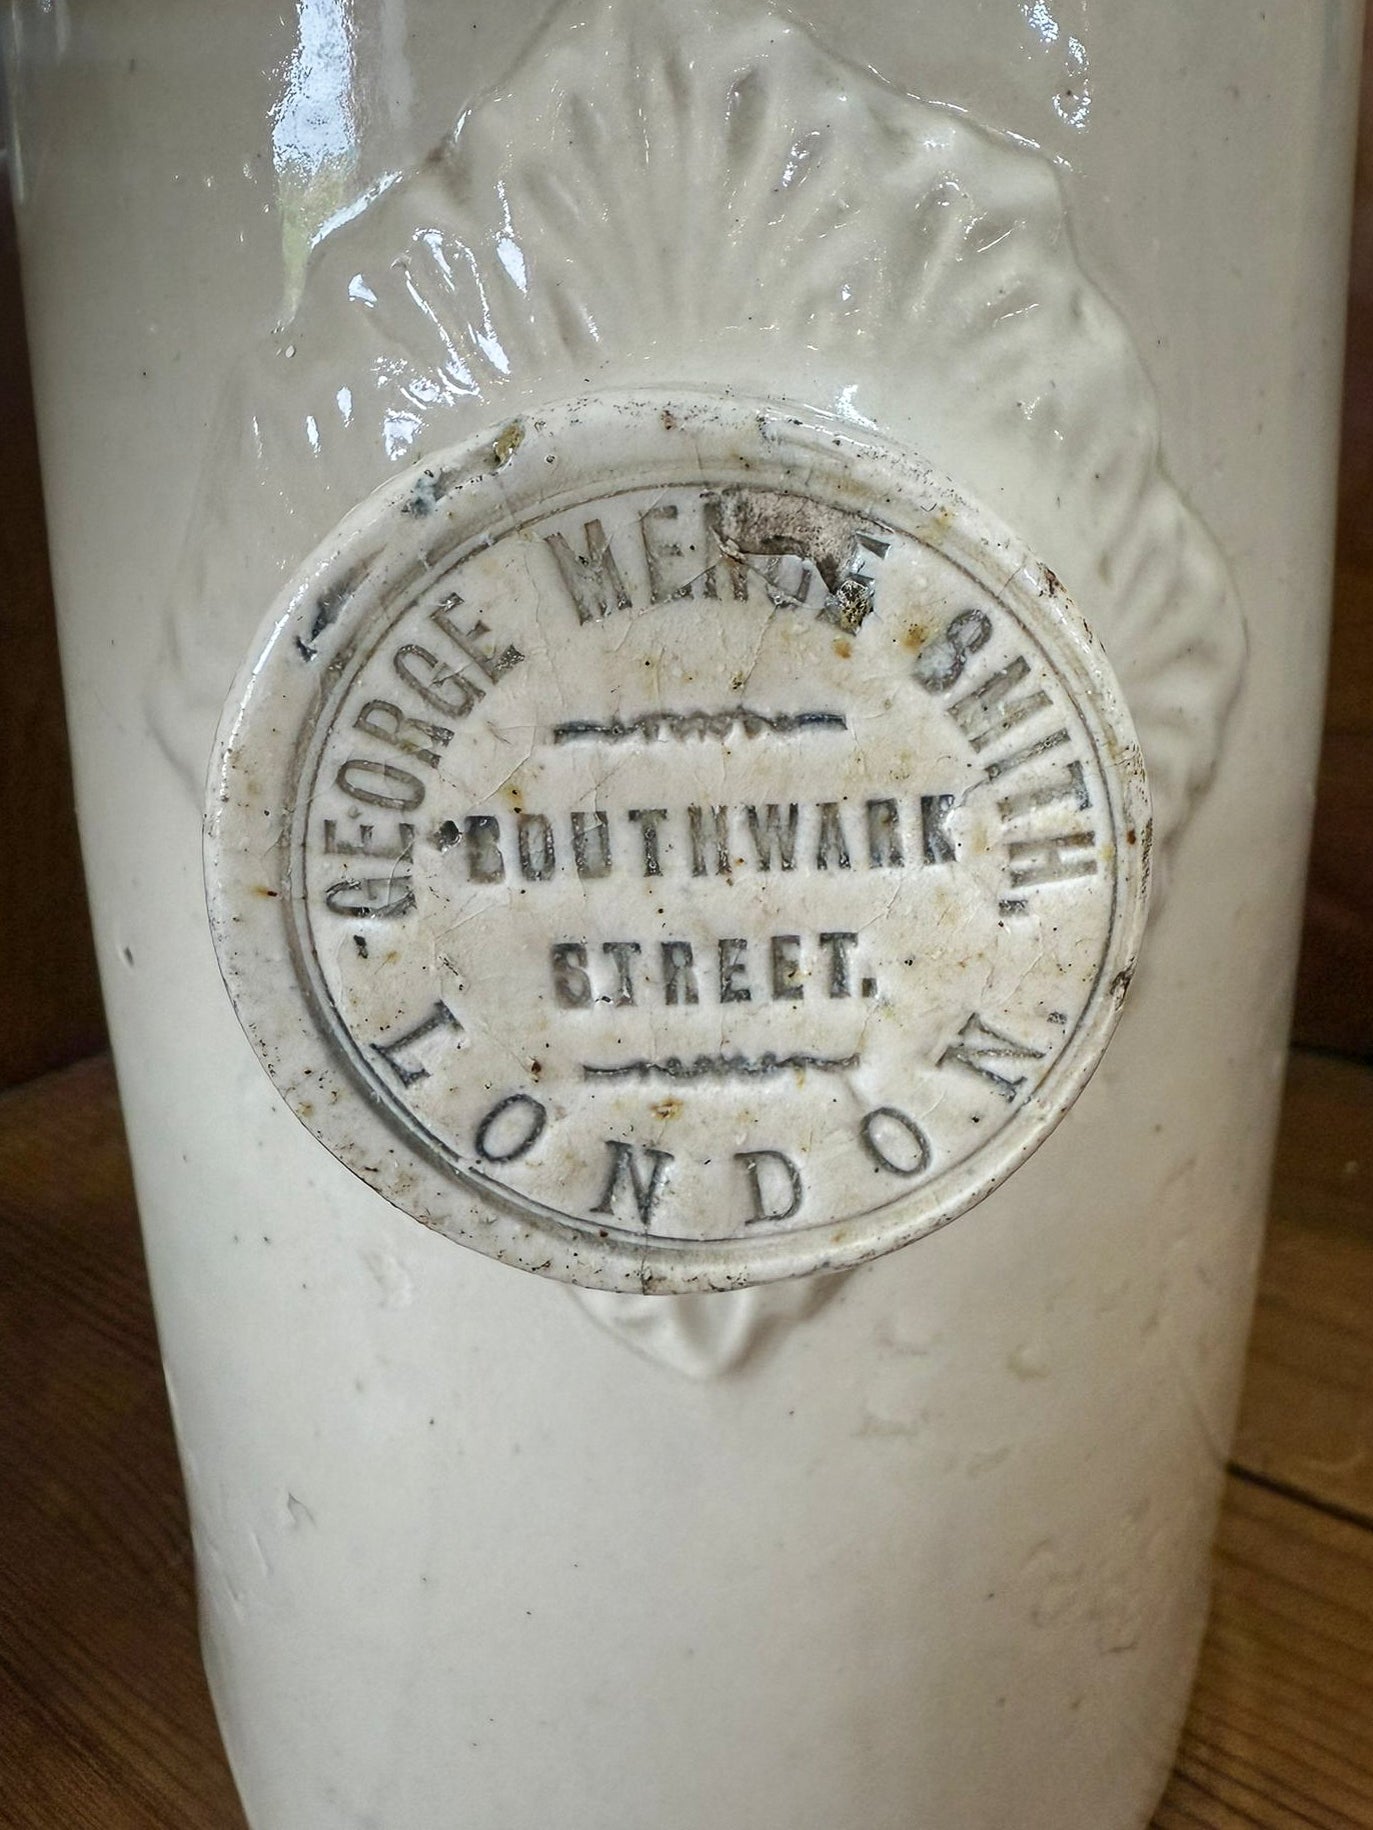 GEORGE MENCE SMITH,
SOUTHWARK
STREET.
LONDON.